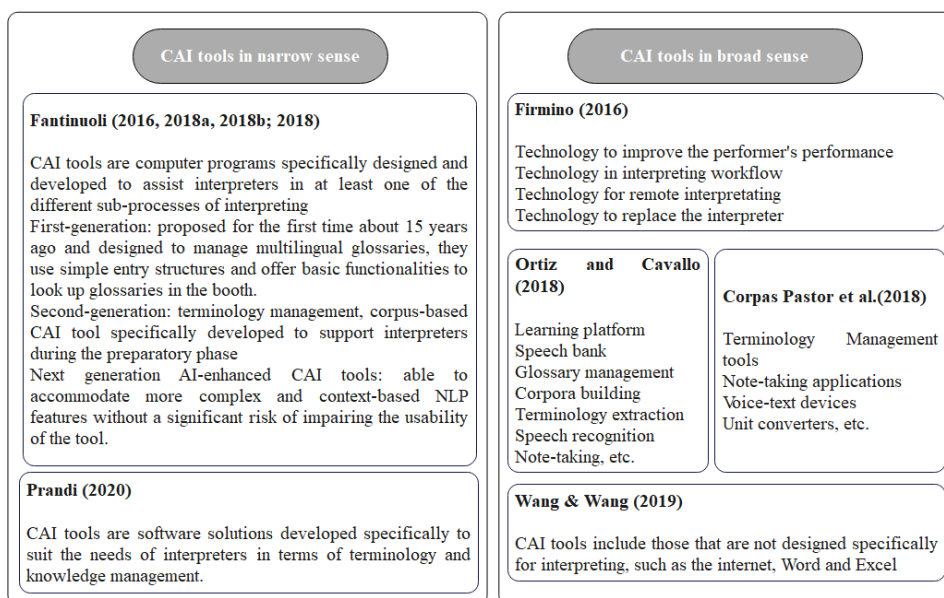 CAI tools in narrow sense
Fantinuoli (2016, 2018a, 2018b; 2018)
CAI tools are computer programs specifically designed and
developed to assist interpreters in at least one of the
different sub-processes of interpreting
First-generation: proposed for the first time about 15 years
ago and designed to manage multilingual glossaries, they
use simple entry structures and offer basic functionalities to
look up glossaries in the booth.
Second-generation: terminology management, corpus-based
CAI tool specifically developed to support interpreters
during the preparatory phase
Next generation AI-enhanced CAI tools: able to
accommodate more complex and context-based NLP
features without a significant risk of impairing the usability
of the tool.
Prandi (2020)
CAI tools are software solutions developed specifically to
suit the needs of interpreters in terms of terminology and
knowledge management.
CAI tools in broad sense
Firmino (2016)
Technology to improve the performer's performance
Technology in interpreting workflow
Technology for remote interpretating
Technology to replace the interpreter
Ortiz and Cavallo
(2018)
Learning platform
Speech bank
Glossary management
Corpora building
Terminology extraction
Speech recognition
Note-taking, etc.
Corpas Pastor et al.(2018)
Terminology Management
tools
Note-taking applications
Voice-text devices
Unit converters, etc.
Wang & Wang (2019)
CAI tools include those that are not designed specifically
for interpreting, such as the internet, Word and Excel